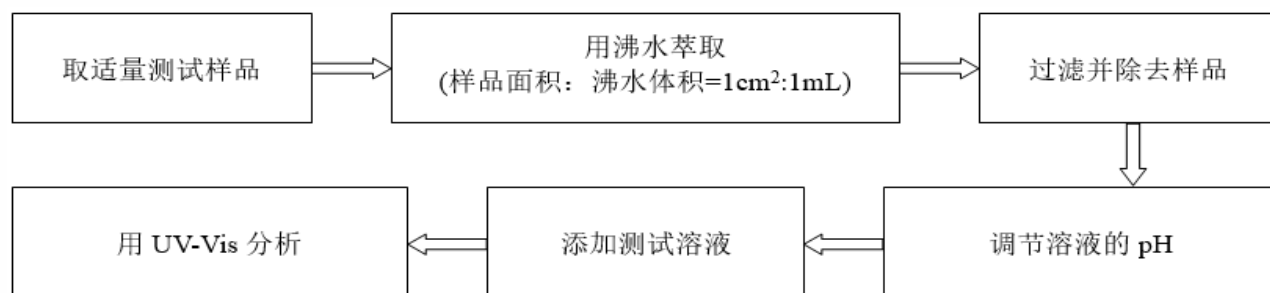 取适量测试样品
用沸水萃取
(样品面积：沸水体积=1cm²:1mL)
过滤并除去样品
调节溶液的 pH
添加测试溶液
用 UV-Vis 分析